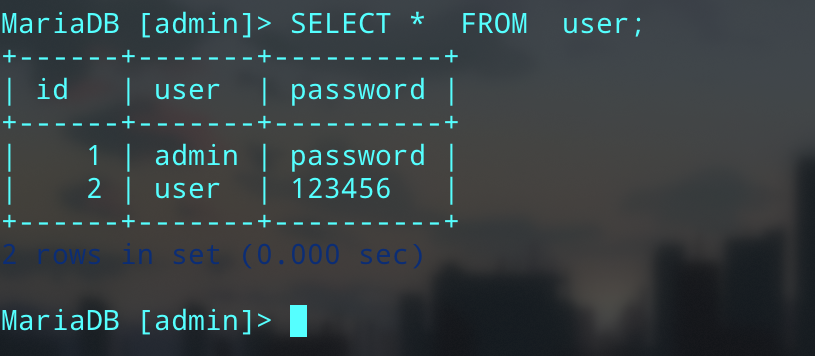 MariaDB [admin]> SELECT *  FROM  user;
+------+-------+----------+
| id   | user  | password |
+------+-------+----------+
|    1 | admin | password |
|    2 | user  | 123456   |
+------+-------+----------+
2 rows in set (0.000 sec)
MariaDB [admin]>